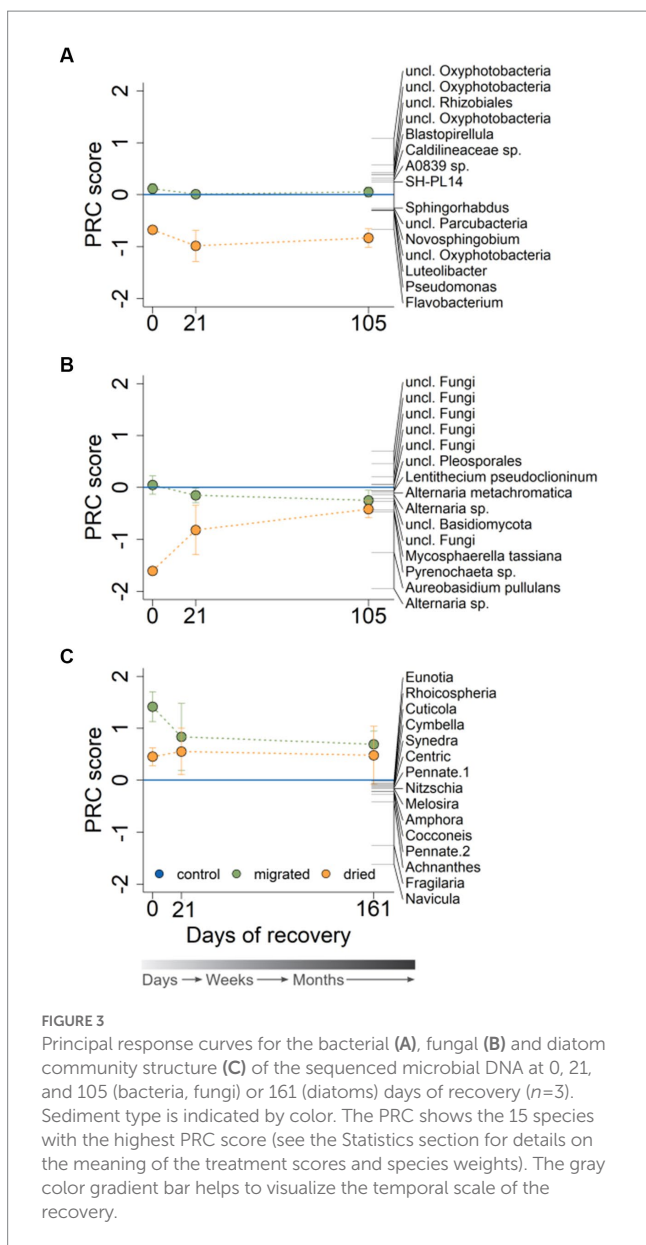 A
2
1
0
-1
-2
PRC score
0
21
105
uncl. Oxyphotobacteria
uncl. Oxyphotobacteria
uncl. Rhizobiales
uncl. Oxyphotobacteria
Blastopirellula
Caldilineaceae sp.
A0839 sp.
SH-PL14
Sphingorhabdus
uncl. Parcubacteria
Novosphingobium
uncl. Oxyphotobacteria
Luteolibacter
Pseudomonas
Flavobacterium
B
2
1
0
-1
-2
PRC score
0
21
105
uncl. Fungi
uncl. Fungi
uncl. Fungi
uncl. Fungi
uncl. Fungi
uncl. Pleosporales
Lentithecium pseudoclioninum
Alternaria metachromatica
Alternaria sp.
uncl. Basidiomycota
uncl. Fungi
Mycosphaerella tassiana
Pyrenochaeta sp.
Aureobasidium pullulans
Alternaria sp.
C
2
1
0
-1
-2
PRC score
control migrated dried
0
21
161
Days of recovery
Eunotia
Rhoicospheria
Cuticola
Cymbella
Synedra
Centric
Pennate.1
Nitzschia
Melosira
Amphora
Cocconeis
Pennate.2
Achnanthes
Fragilaria
Navicula
Days → Weeks → Months
FIGURE 3
Principal response curves for the bacterial (A), fungal (B) and diatom
community structure (C) of the sequenced microbial DNA at 0, 21,
and 105 (bacteria, fungi) or 161 (diatoms) days of recovery (n=3).
Sediment type is indicated by color. The PRC shows the 15 species
with the highest PRC score (see the Statistics section for details on
the meaning of the treatment scores and species weights). The gray
color gradient bar helps to visualize the temporal scale of the
recovery.